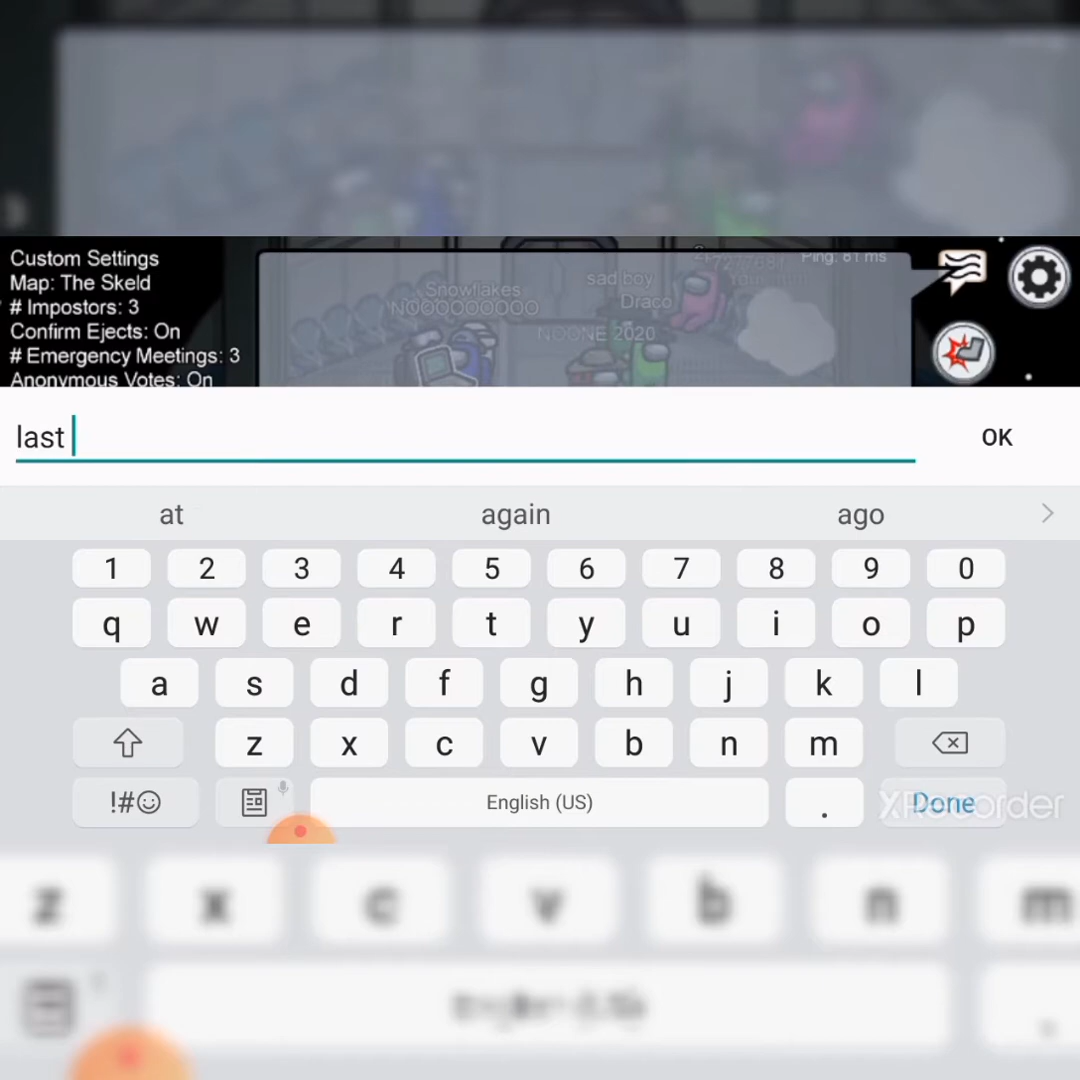 Custom Settings
Map: The Skeld
# Impostors: 3
Confirm Ejects: On
# Emergency Meetings: 3
Anonymous Votes: On
Ping: 81 ms
Snowflakes
sad boy
NOOOOOOOOO
Draco
NOONE 2020
last
OK
at again ago
1 2 3 4 5 6 7 8 9 0
q w e r t y u i o p
a s d f g h j k l
z x c v b n m
!#☺ English (US) . Done
XRecorder
z x c v b n m